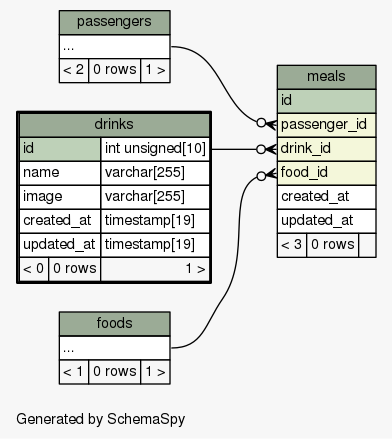 passengers
...
< 2 0 rows 1 >
meals
id
passenger_id
drink_id
food_id
created_at
updated_at
< 3 0 rows
drinks
id int unsigned[10]
name varchar[255]
image varchar[255]
created_at timestamp[19]
updated_at timestamp[19]
< 0 0 rows 1 >
foods
...
< 1 0 rows 1 >
Generated by SchemaSpy